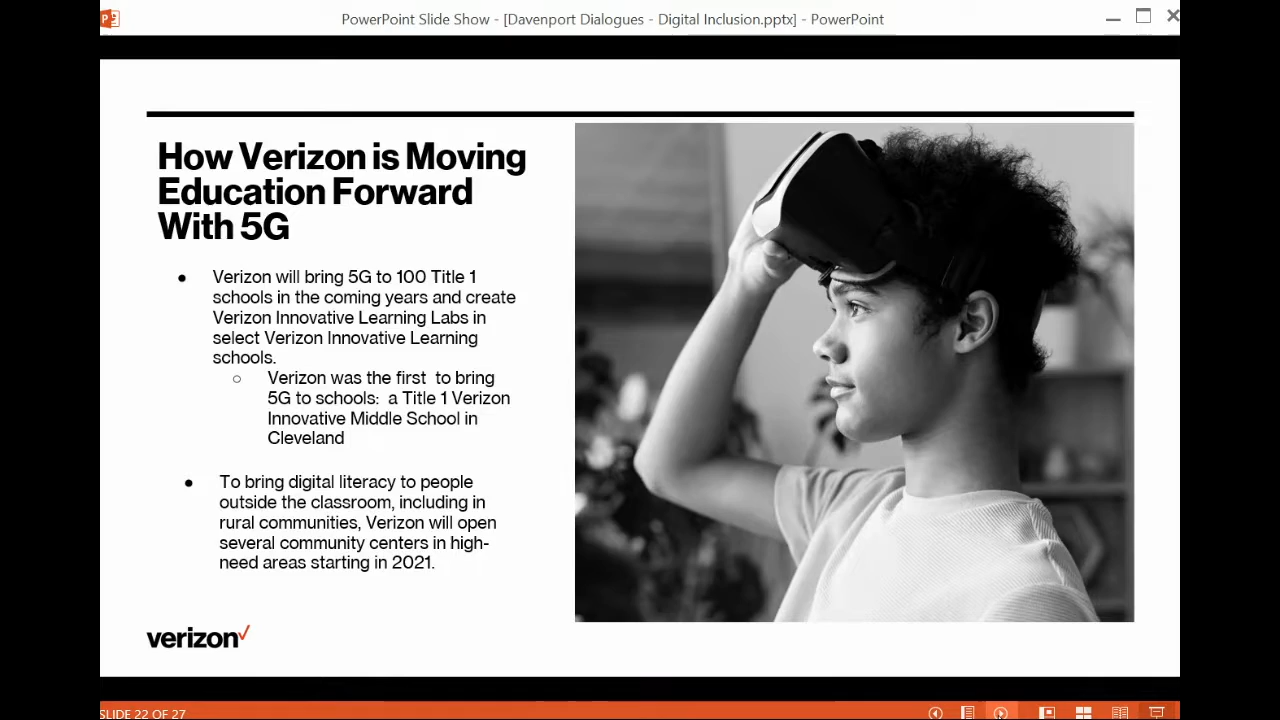 PowerPoint Slide Show - [Davenport Dialogues - Digital Inclusion.pptx] - PowerPoint
How Verizon is Moving
Education Forward
With 5G
● Verizon will bring 5G to 100 Title 1
schools in the coming years and create
Verizon Innovative Learning Labs in
select Verizon Innovative Learning
schools.
○ Verizon was the first to bring
5G to schools: a Title 1 Verizon
Innovative Middle School in
Cleveland
● To bring digital literacy to people
outside the classroom, including in
rural communities, Verizon will open
several community centers in high-
need areas starting in 2021.
verizon✓
SLIDE 22 OF 27